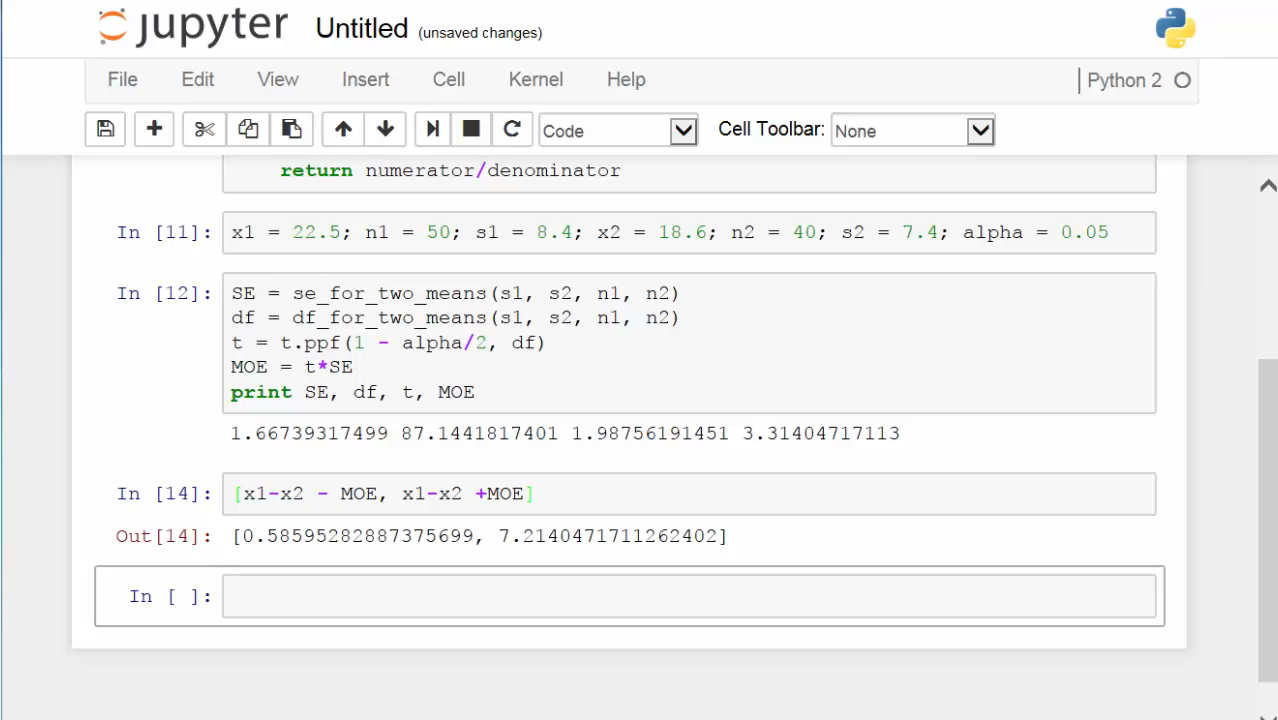 jupyter Untitled (unsaved changes)
File Edit View Insert Cell Kernel Help Python 2
Code Cell Toolbar: None
return numerator/denominator
In [11]: x1 = 22.5; n1 = 50; s1 = 8.4; x2 = 18.6; n2 = 40; s2 = 7.4; alpha = 0.05
In [12]: SE = se_for_two_means(s1, s2, n1, n2)
df = df_for_two_means(s1, s2, n1, n2)
t = t.ppf(1 - alpha/2, df)
MOE = t*SE
print SE, df, t, MOE
1.66739317499 87.1441817401 1.98756191451 3.31404717113
In [14]: [x1-x2 - MOE, x1-x2 +MOE]
Out[14]: [0.58595282887375699, 7.2140471711262402]
In [ ]: